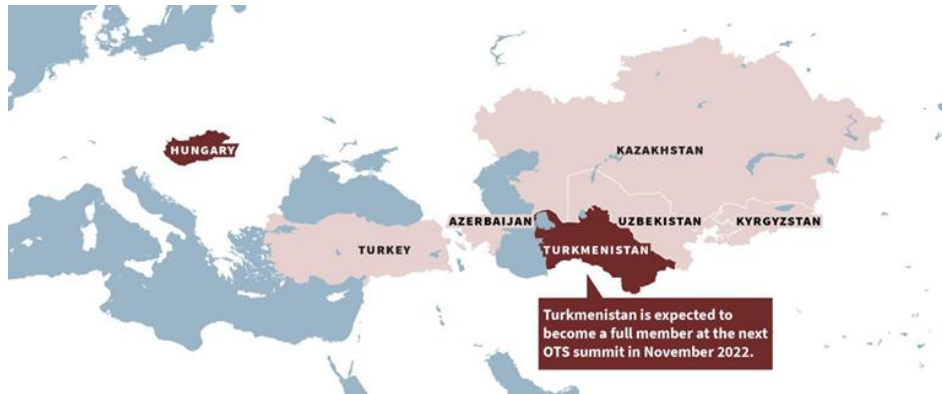 KAZAKHSTAN
HUNGARY
AZERBAIJAN
UZBEKISTAN
KYRGYZSTAN
TURKEY
TURKMENISTAN
Turkmenistan is expected to
become a full member at the next
OTS summit in November 2022.